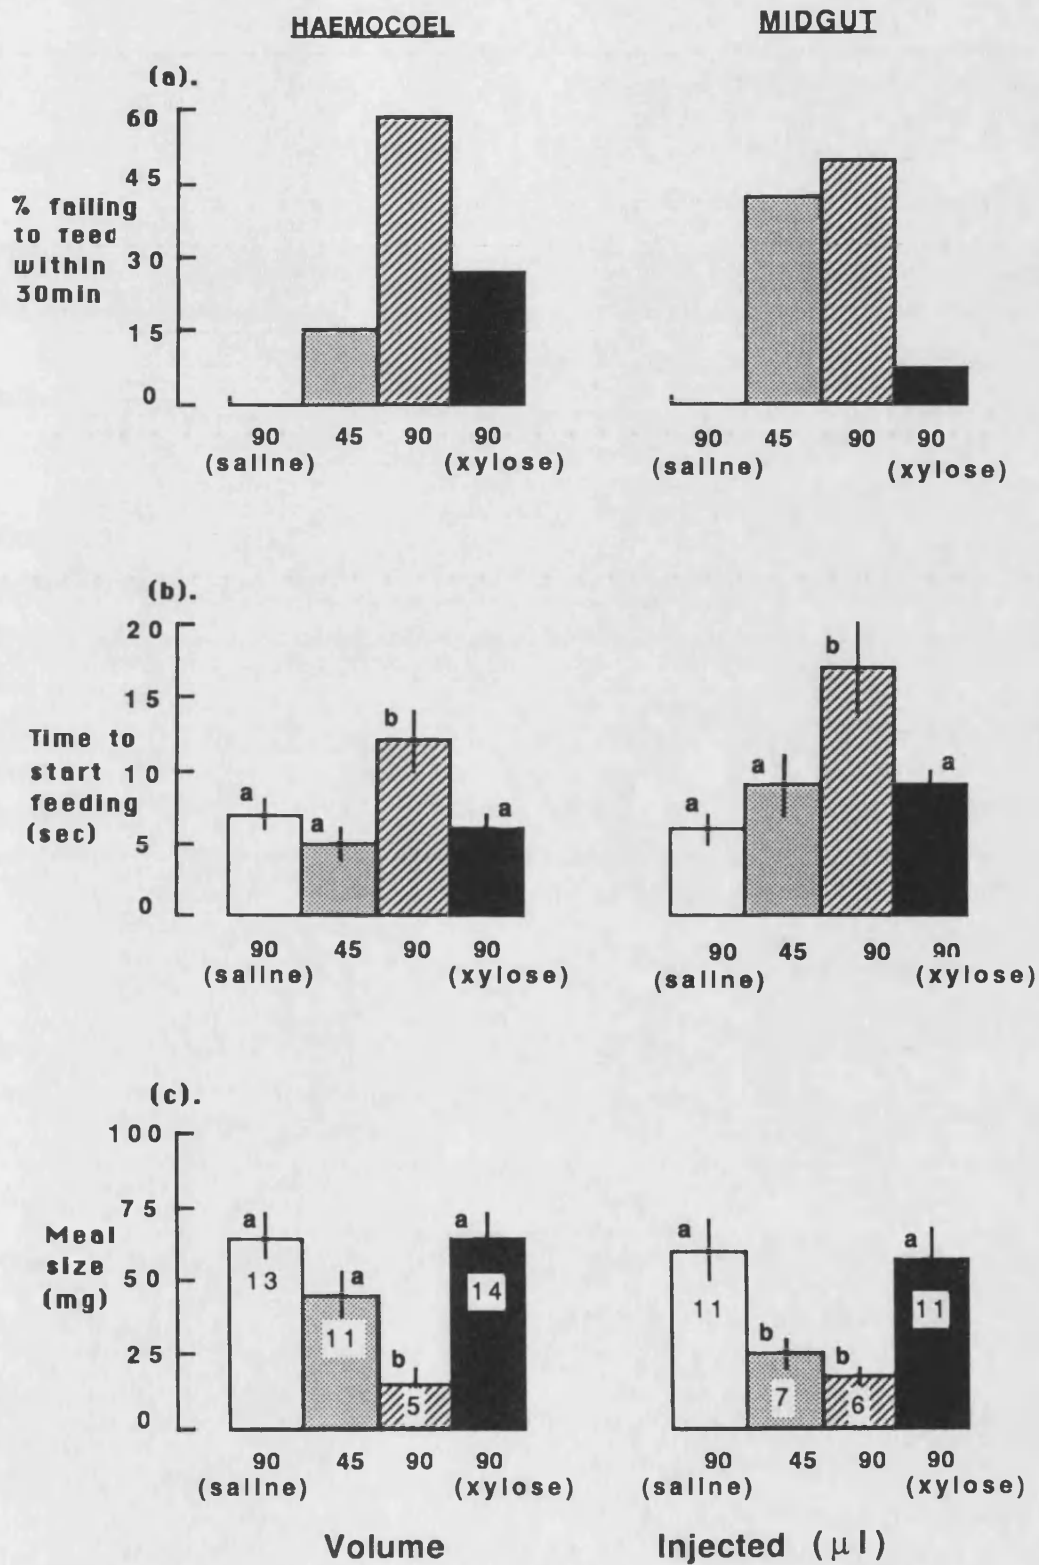 HAEMOCOEL MIDGUT
(a).
60
45
30
15
0
% failing
to feed
within
30min
90 45 90 90
(saline) (xylose)
90 45 90 90
(saline) (xylose)
(b).
20
15
10
5
0
Time to
start
feeding
(sec)
a a b a
a a b a
90 45 90 90
(saline) (xylose)
90 45 90 90
(saline) (xylose)
(c).
100
75
50
25
0
Meal
size
(mg)
a a b a
13 11 5 14
a b b a
11 7 6 11
90 45 90 90
(saline) (xylose)
90 45 90 90
(saline) (xylose)
Volume Injected (μl)